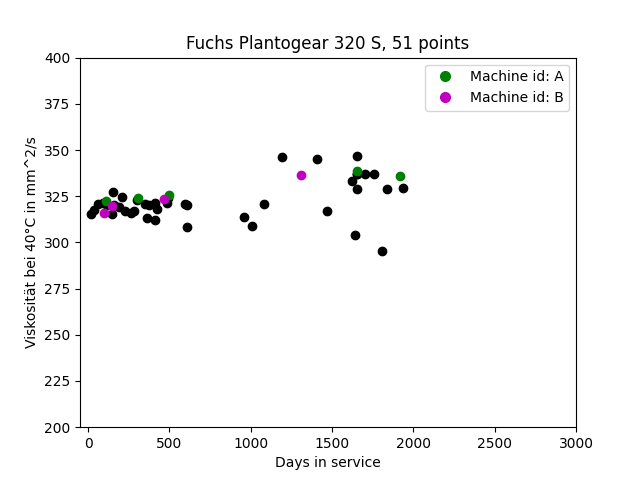 Fuchs Plantogear 320 S, 51 points
Machine id: A
Machine id: B
Viskosität bei 40°C in mm^2/s
400
375
350
325
300
275
250
225
200
0 500 1000 1500 2000 2500 3000
Days in service